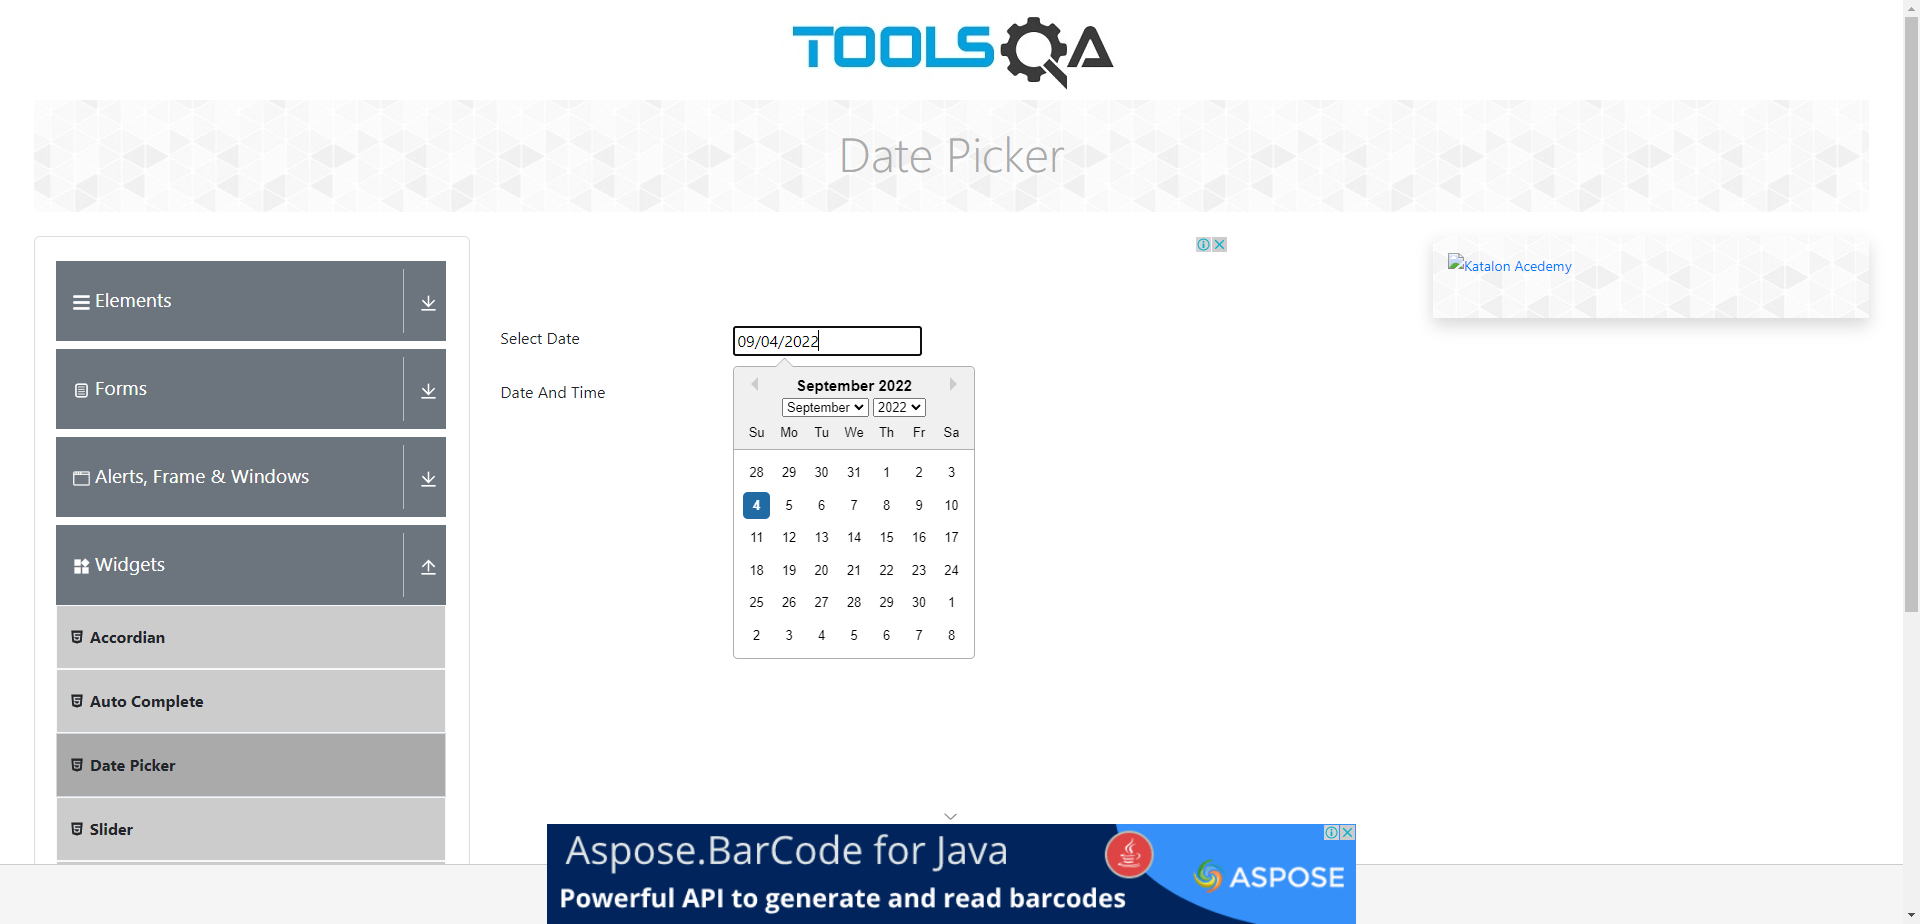 TOOLSQA
Date Picker
Elements
Forms
Alerts, Frame & Windows
Widgets
Accordian
Auto Complete
Date Picker
Slider
Select Date
09/04/2022
Date And Time
September 2022
September 2022
Su Mo Tu We Th Fr Sa
28 29 30 31 1 2 3
4 5 6 7 8 9 10
11 12 13 14 15 16 17
18 19 20 21 22 23 24
25 26 27 28 29 30 1
2 3 4 5 6 7 8
Katalon Acedemy
Aspose.BarCode for Java
Powerful API to generate and read barcodes
ASPOSE